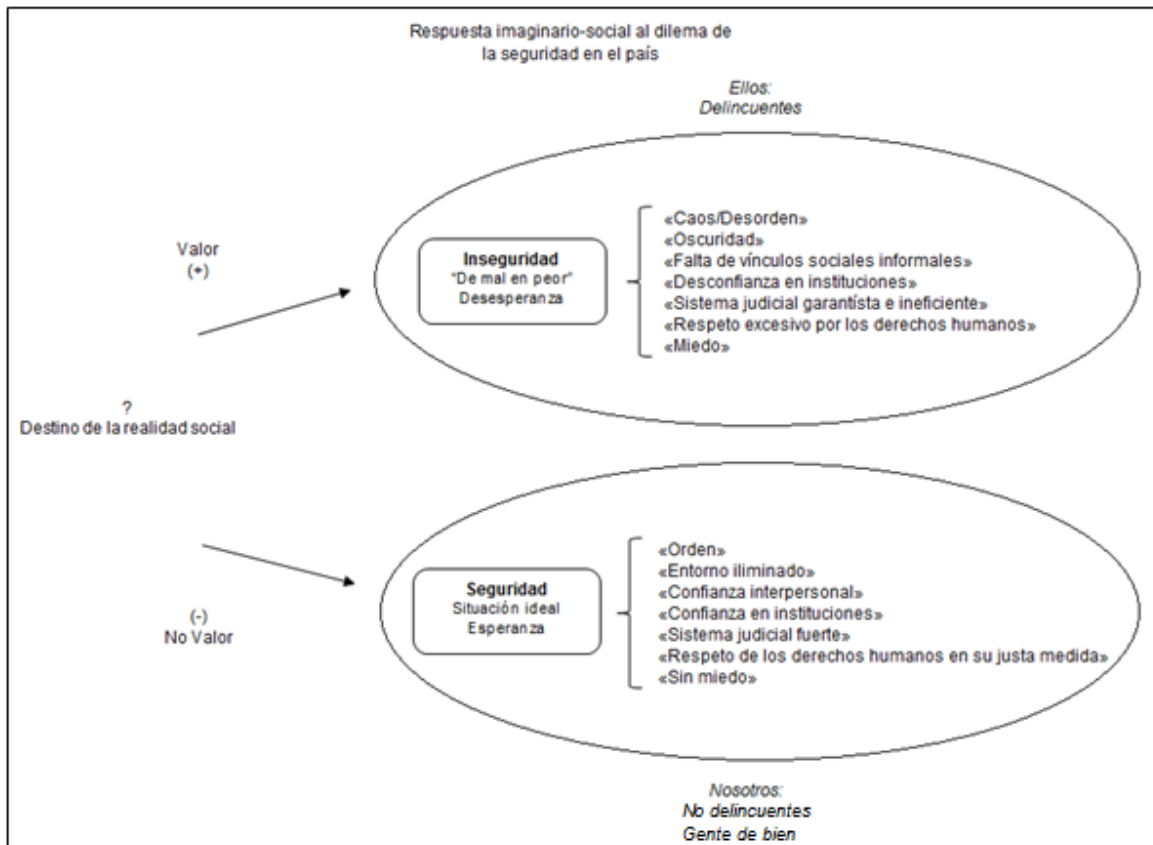 Respuesta imaginario-social al dilema de
la seguridad en el país
Ellos:
Delincuentes
Valor
(+)
Inseguridad
"De mal en peor"
Desesperanza
«Caos/Desorden»
«Oscuridad»
«Falta de vínculos sociales informales»
«Desconfianza en instituciones»
«Sistema judicial garantísta e ineficiente»
«Respeto excesivo por los derechos humanos»
«Miedo»
?
Destino de la realidad social
(-)
No Valor
Seguridad
Situación ideal
Esperanza
«Orden»
«Entorno iliminado»
«Confianza interpersonal»
«Confianza en instituciones»
«Sistema judicial fuerte»
«Respeto de los derechos humanos en su justa medida»
«Sin miedo»
Nosotros:
No delincuentes
Gente de bien